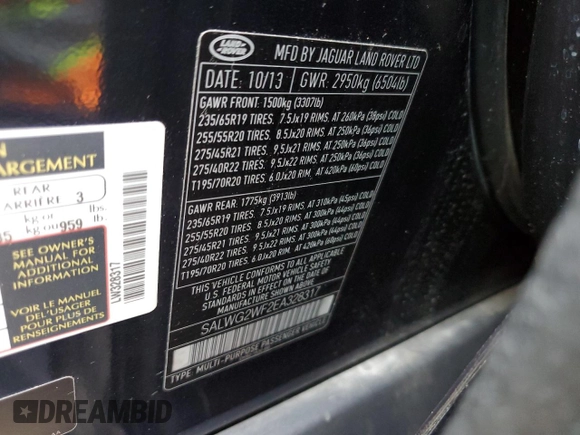 LAND
ROVER
MFD BY JAGUAR LAND ROVER LTD
DATE: 10/13
GWR: 2950kg (6504lb)
GAWR FRONT: 1500kg (3307lb)
235/65R19 TIRES. 7.5Jx19 RIMS. AT 260kPa (38psi) COLD
255/55R20 TIRES. 8.5Jx20 RIMS. AT 250kPa (36psi) COLD
275/45R21 TIRES. 9.5Jx21 RIMS. AT 250kPa (36psi) COLD
275/40R22 TIRES. 9.5Jx22 RIMS. AT 250kPa (36psi) COLD
T195/70R20 TIRES. 6.0Jx20 RIM. AT 420kPa (60psi) COLD
GAWR REAR: 1775kg (3913lb)
235/65R19 TIRES. 7.5Jx19 RIMS. AT 310kPa (45psi) COLD
255/55R20 TIRES. 8.5Jx20 RIMS. AT 300kPa (44psi) COLD
275/45R21 TIRES. 9.5Jx21 RIMS. AT 300kPa (44psi) COLD
275/40R22 TIRES. 9.5Jx22 RIMS. AT 300kPa (44psi) COLD
T195/70R20 TIRES. 6.0Jx20 RIM. AT 420kPa (60psi) COLD
THIS VEHICLE CONFORMS TO ALL APPLICABLE
U.S FEDERAL MOTOR VEHICLE SAFETY STANDARDS
IN EFFECT ON THE DATE OF
MANUFACTURE SHOWN ABOVE.
SALWG2WF2EA328317
TYPE: MULTI-PURPOSE PASSENGER VEHICLE
ARGEMENT
REAR
ARRIÈRE 3
kg or lbs.
kg ou 959 lb.
SEE OWNER'S
MANUAL FOR
ADDITIONAL
INFORMATION
VOIR LE MANUEL
DE L'USAGER
POUR PLUS DE
RENSEIGNEMENTS
LW328317
DREAMBID